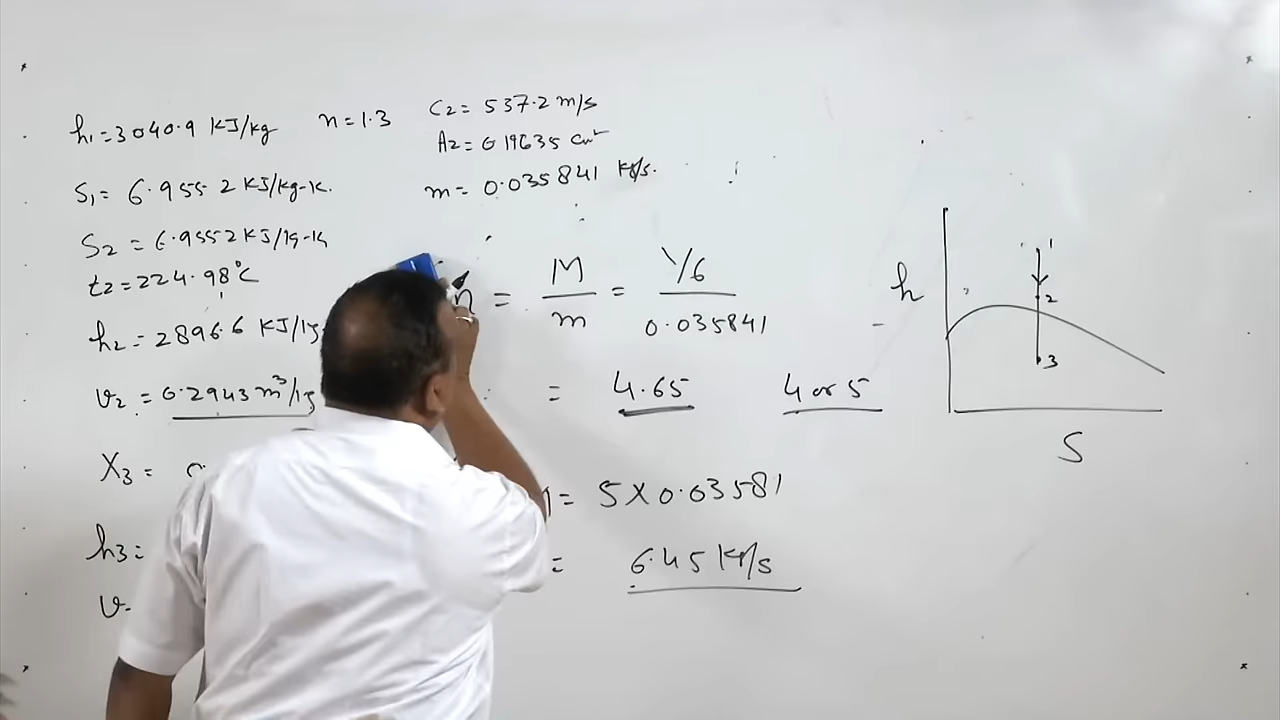 h₁=3040.9 KJ/kg
n=1.3
C₂= 537.2 m/s
A₂= 0.19635 cm²
S₁= 6.9552 KJ/kg-K.
m= 0.035841 Kg/s.
S₂ = 6.9552 KJ/kg-K
t₂=224.98°C
h₂= 2896.6 KJ/kg
n = M/m = 1/6 / 0.035841
v₂ = 0.2943 m³/kg
= 4.65
4 or 5
X₃ = 0.
= 5X0.03581
h₃=
= 6.45 Kg/s
v
h
1
2
3
S